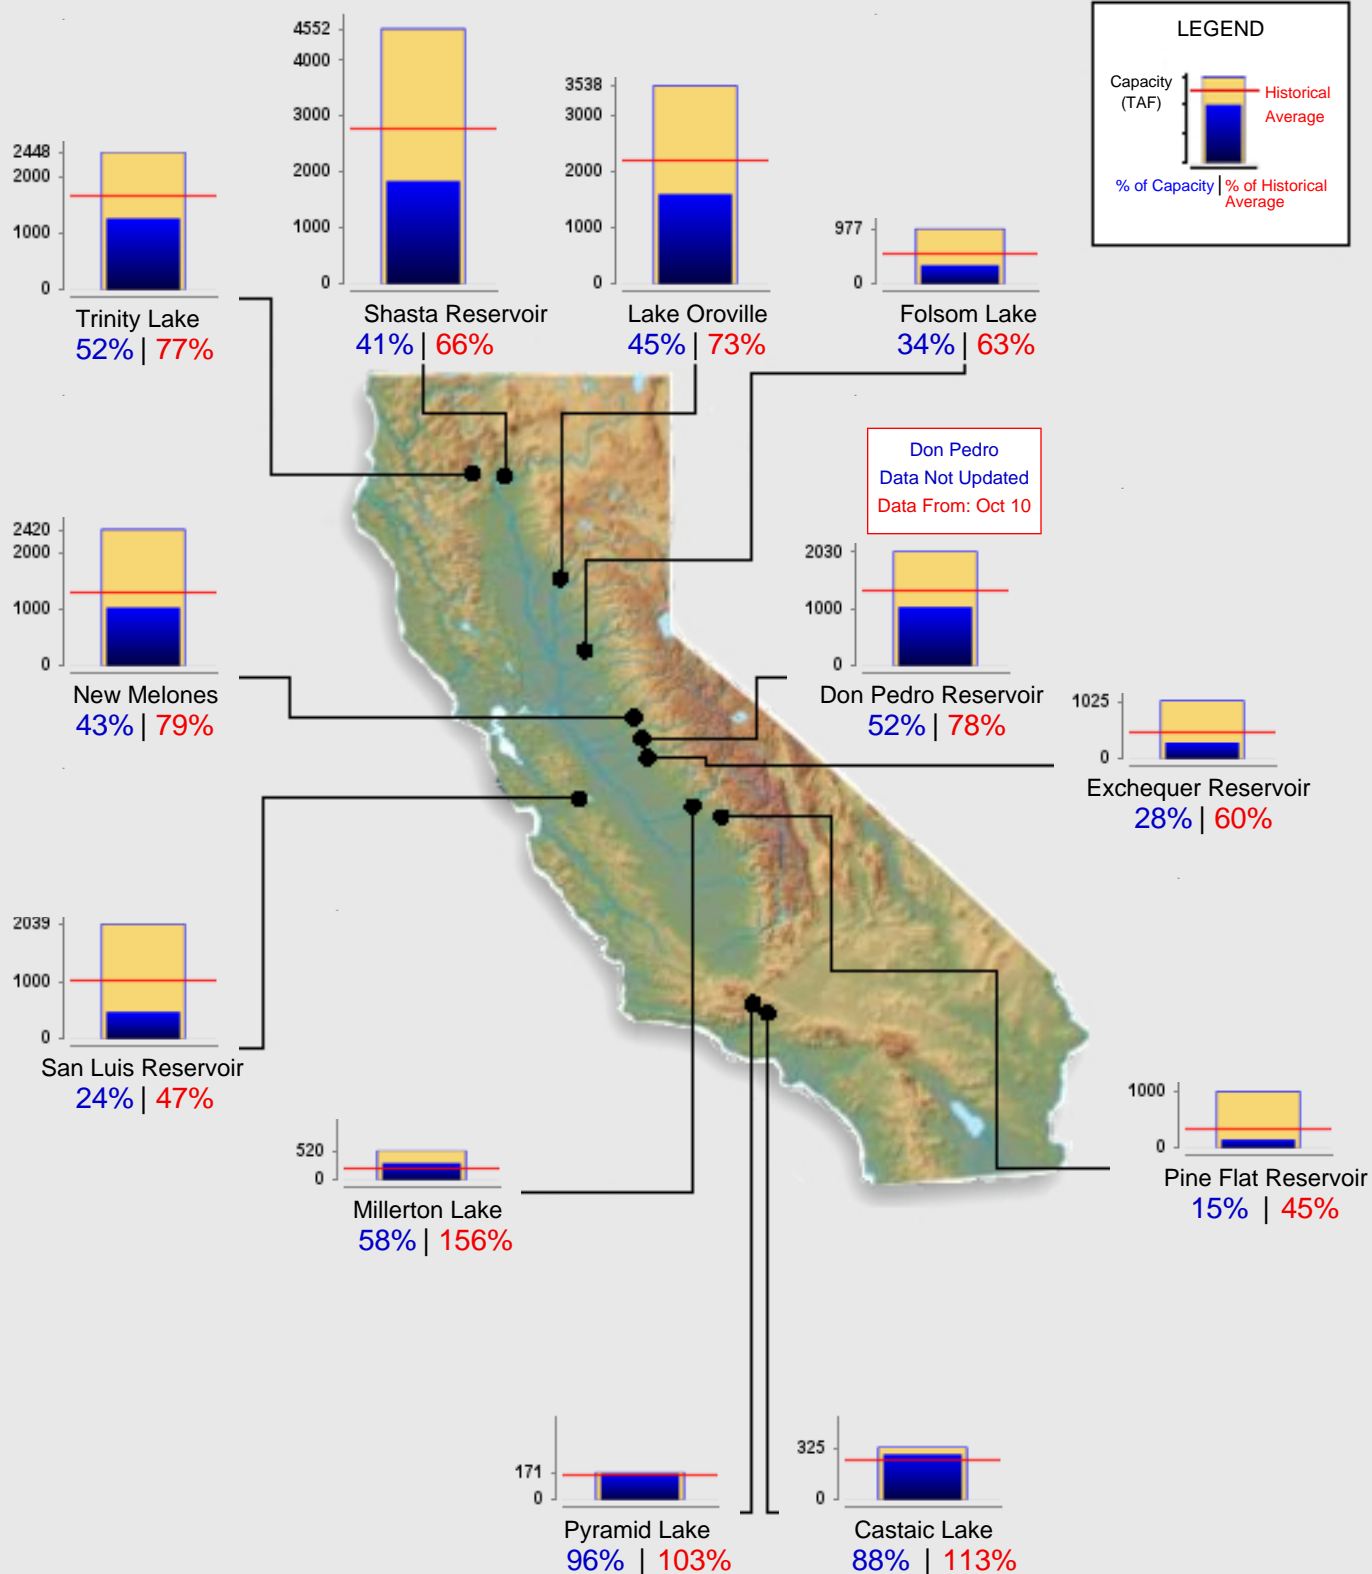 LEGEND
Capacity
(TAF)
Historical
Average
% of Capacity | % of Historical
Average
4552
4000
3000
2000
1000
0
Shasta Reservoir
41% | 66%
3538
3000
2000
1000
0
Lake Oroville
45% | 73%
2448
2000
1000
0
Trinity Lake
52% | 77%
977
0
Folsom Lake
34% | 63%
Don Pedro
Data Not Updated
Data From: Oct 10
2420
2000
1000
0
New Melones
43% | 79%
2030
1000
0
Don Pedro Reservoir
52% | 78%
1025
0
Exchequer Reservoir
28% | 60%
2039
1000
0
San Luis Reservoir
24% | 47%
520
0
Millerton Lake
58% | 156%
1000
0
Pine Flat Reservoir
15% | 45%
171
0
Pyramid Lake
96% | 103%
325
0
Castaic Lake
88% | 113%